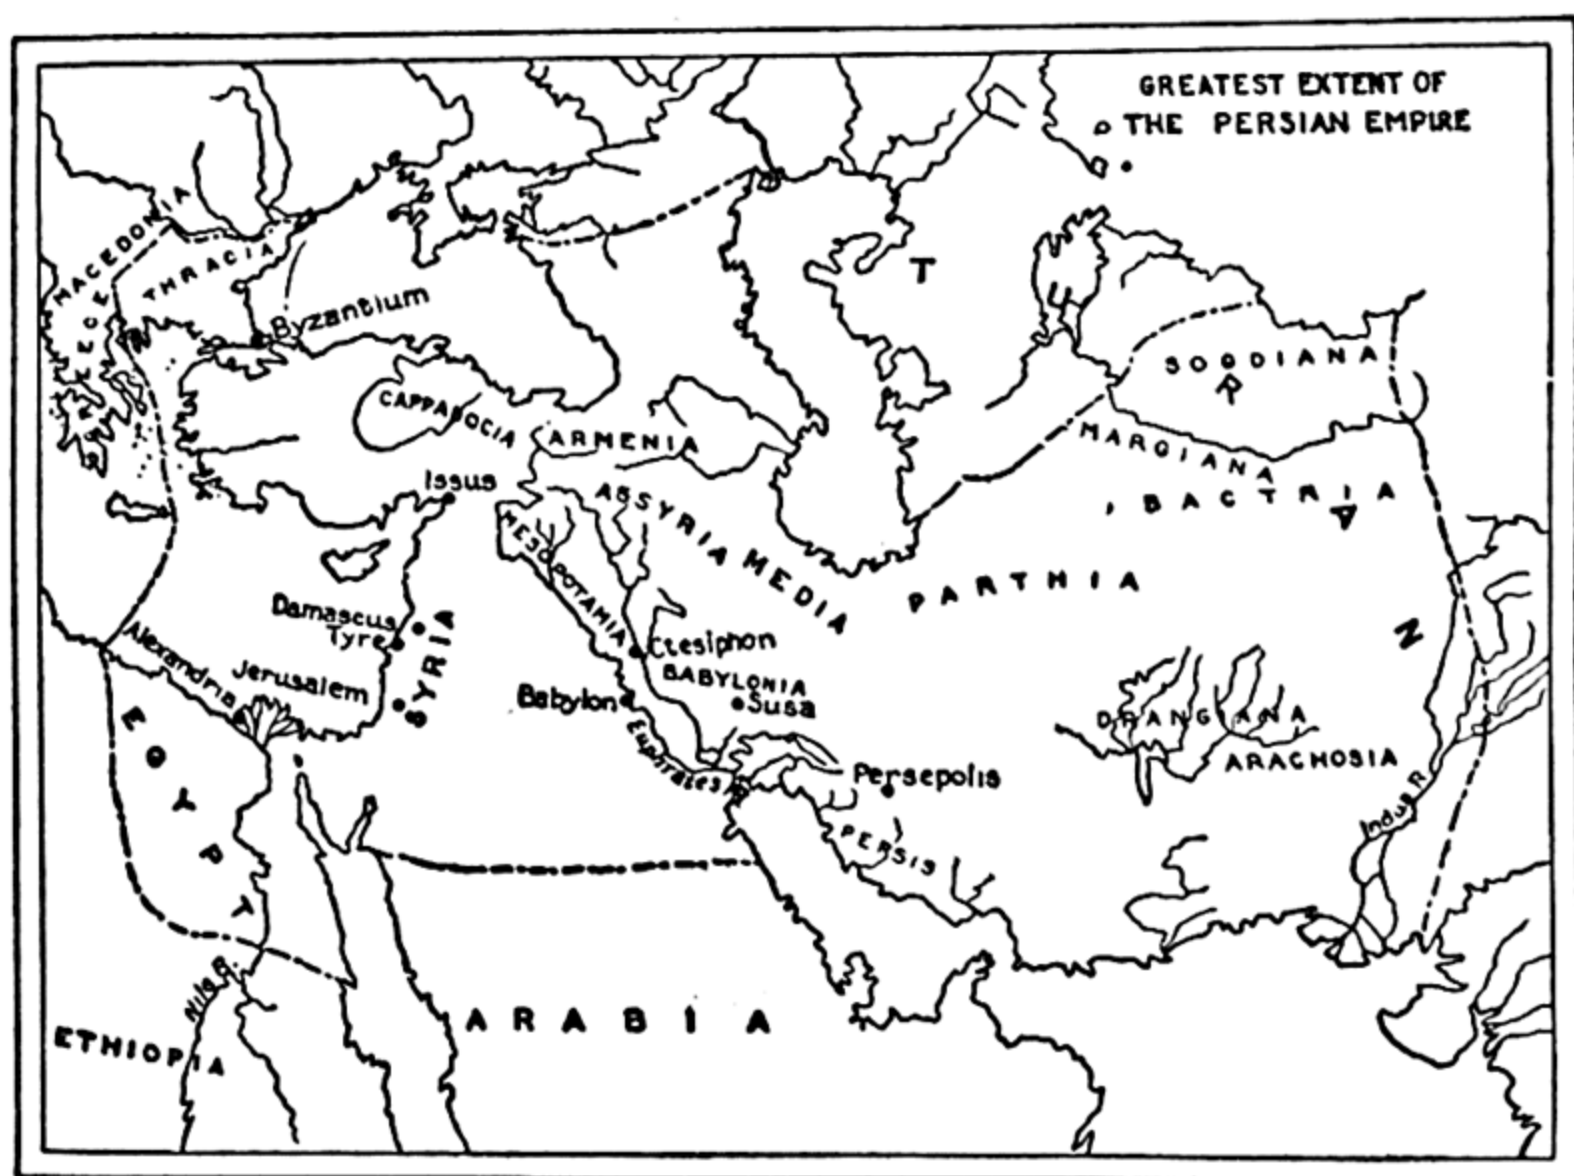 GREATEST EXTENT OF
THE PERSIAN EMPIRE
MACEDONIA
GREECE
THRACIA
Byzantium
TURAN
SOGDIANA
CAPPADOCIA
ARMENIA
MARGIANA
BACTRIA
Issus
ASSYRIA
MESOPOTAMIA
MEDIA
PARTHIA
Damascus
Tyre
SYRIA
Alexandria
Jerusalem
Ctesiphon
BABYLONIA
Babylon
Susa
Euphrates R
EGYPT
DRANGIANA
ARACHOSIA
Persepolis
PERSIS
Indus R.
Nile R.
ARABIA
ETHIOPIA